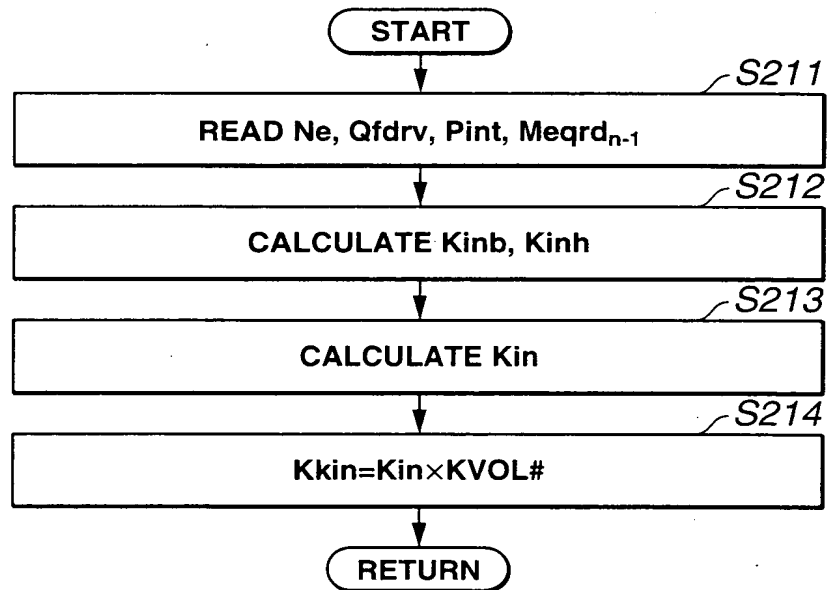 START
S211
READ Ne, Qfdrv, Pint, Meqrdₙ₋₁
S212
CALCULATE Kinb, Kinh
S213
CALCULATE Kin
S214
Kkin=Kin×KVOL#
RETURN